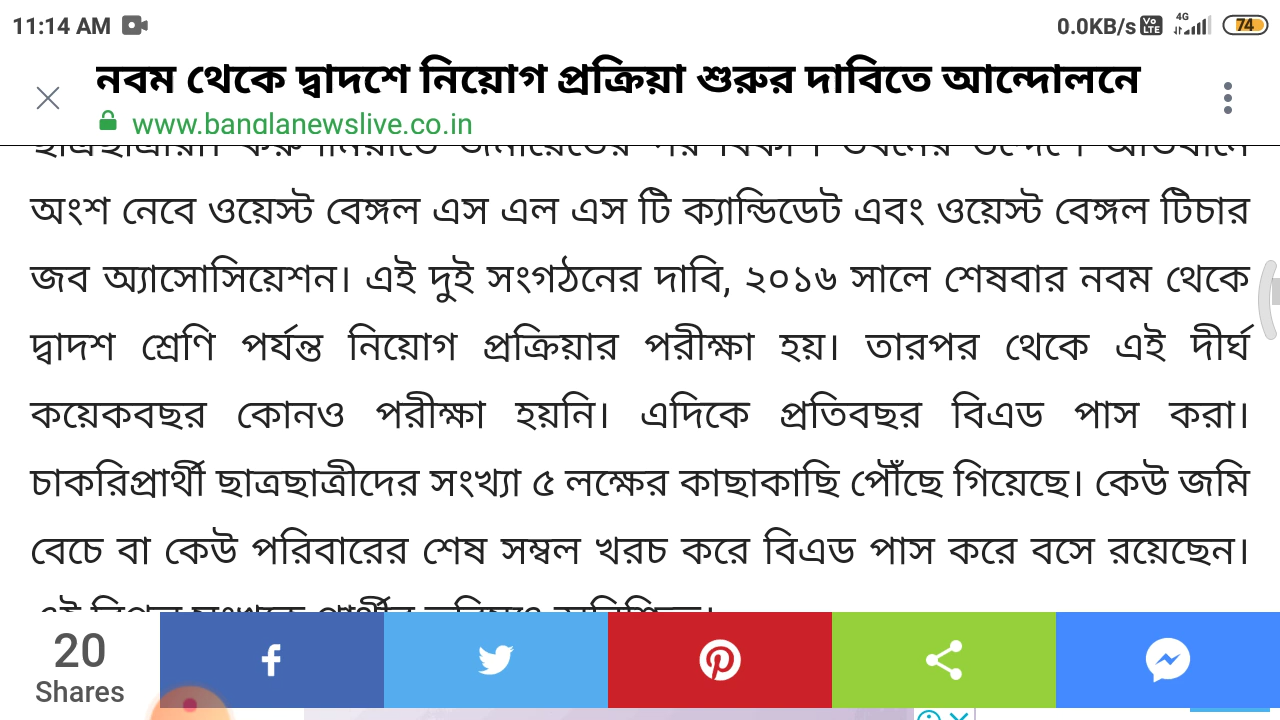 11:14 AM
0.0KB/s Vo LTE 4G 74
নবম থেকে দ্বাদশে নিয়োগ প্রক্রিয়া শুরুর দাবিতে আন্দোলনে
www.banglanewslive.co.in
অংশ নেবে ওয়েস্ট বেঙ্গল এস এল এস টি ক্যান্ডিডেট এবং ওয়েস্ট বেঙ্গল টিচার
জব অ্যাসোসিয়েশন। এই দুই সংগঠনের দাবি, ২০১৬ সালে শেষবার নবম থেকে
দ্বাদশ শ্রেণি পর্যন্ত নিয়োগ প্রক্রিয়ার পরীক্ষা হয়। তারপর থেকে এই দীর্ঘ
কয়েকবছর কোনও পরীক্ষা হয়নি। এদিকে প্রতিবছর বিএড পাস করা।
চাকরিপ্রার্থী ছাত্রছাত্রীদের সংখ্যা ৫ লক্ষের কাছাকাছি পৌঁছে গিয়েছে। কেউ জমি
বেচে বা কেউ পরিবারের শেষ সম্বল খরচ করে বিএড পাস করে বসে রয়েছেন।
20
Shares